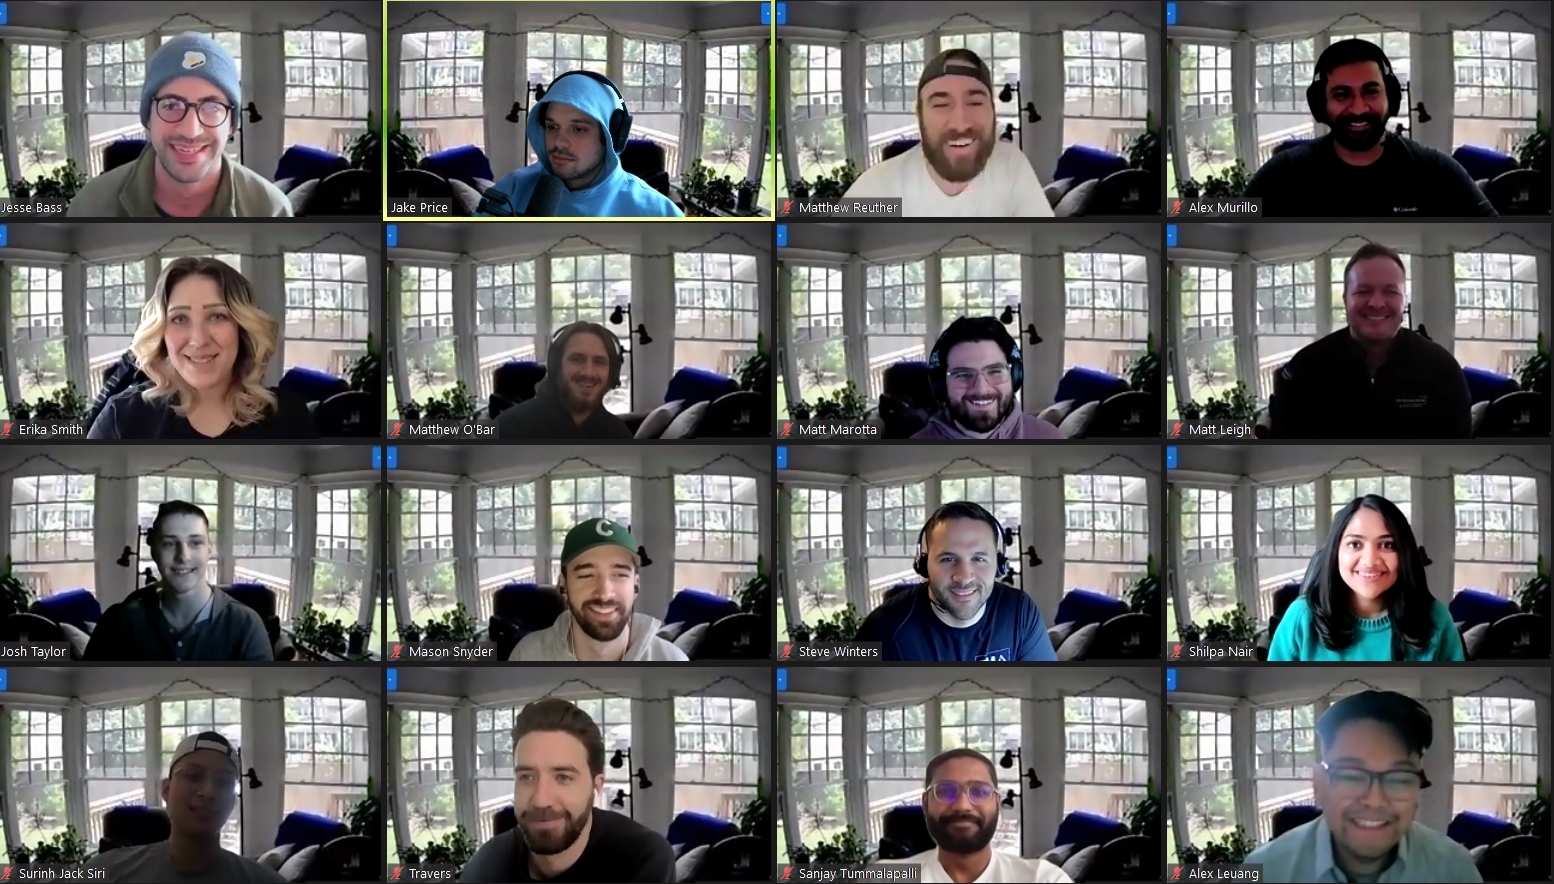 Jesse Bass
Jake Price
Matthew Reuther
Alex Murillo
Columbia
Erika Smith
Matthew O'Bar
Matt Marotta
Matt Leigh
Josh Taylor
C
Mason Snyder
Steve Winters
Shilpa Nair
Surinh Jack Siri
Travers
Sanjay Tummalapalli
Alex Leuang